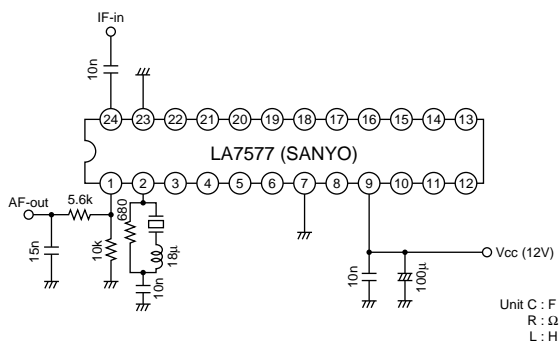 IF-in
10n
24 23 22 21 20 19 18 17 16 15 14 13
LA7577 (SANYO)
1 2 3 4 5 6 7 8 9 10 11 12
AF-out
5.6k
15n
10k
680
18μ
10n
10n
100μ
Vcc (12V)
Unit C : F
R : Ω
L : H